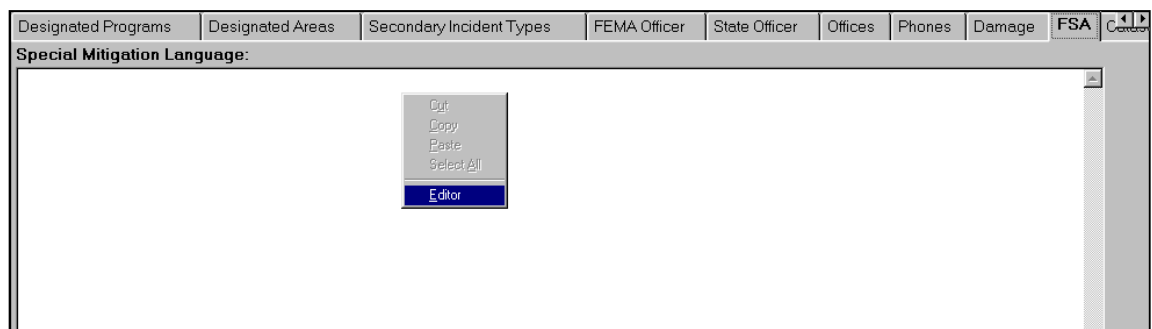 Designated Programs Designated Areas Secondary Incident Types FEMA Officer State Officer Offices Phones Damage FSA
Special Mitigation Language:
Cut
Copy
Paste
Select All
Editor